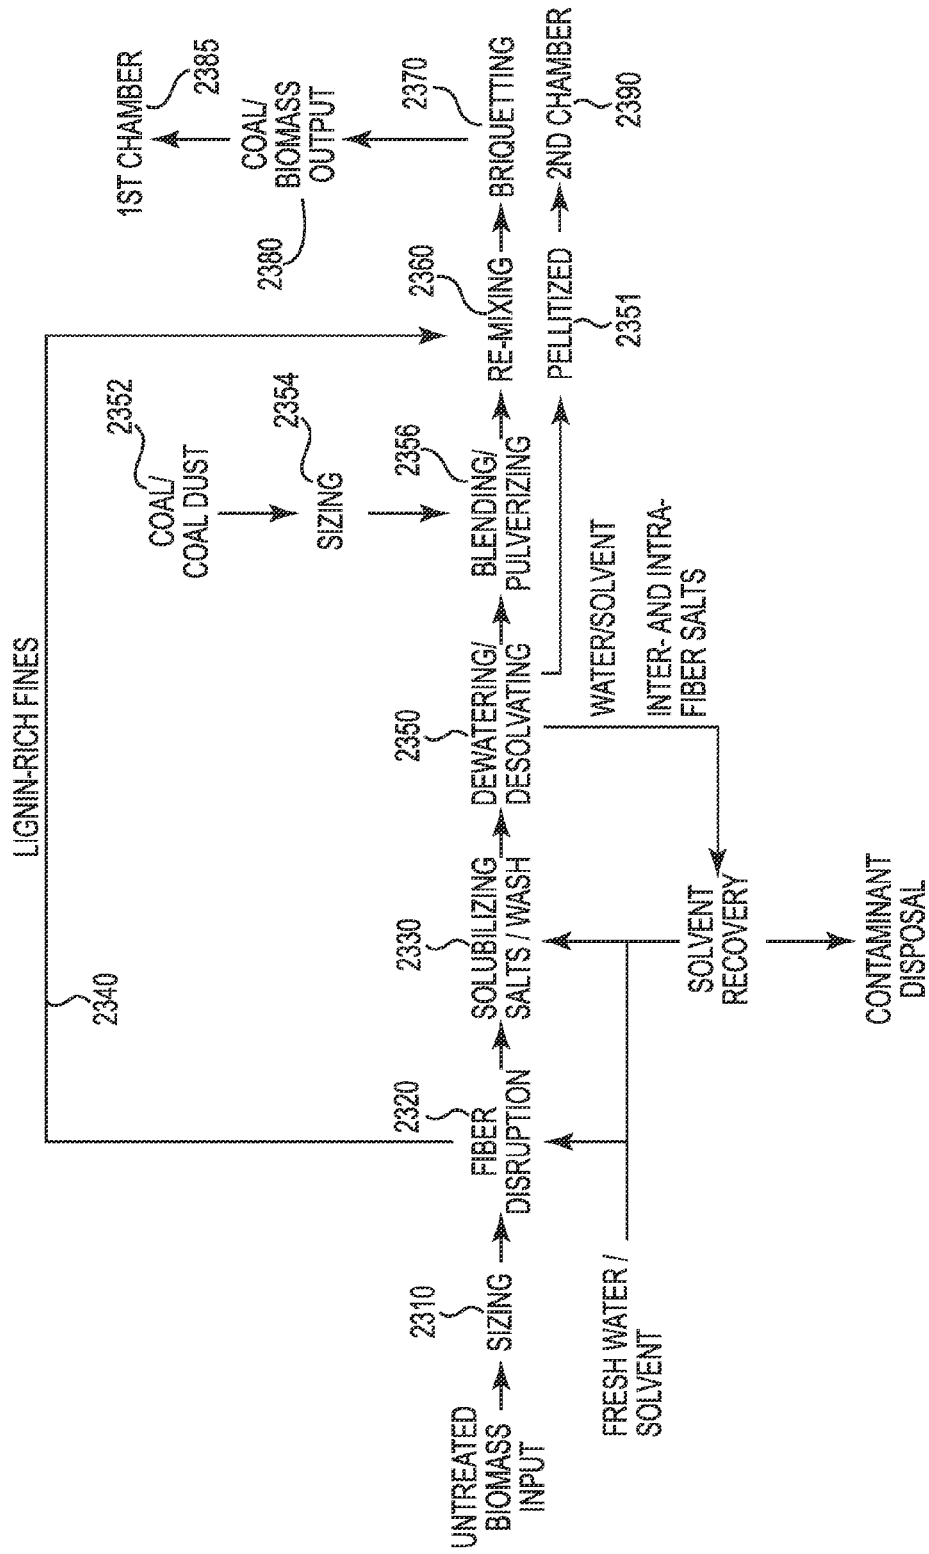 LIGNIN-RICH FINES
2340
1ST CHAMBER
2385
COAL/
BIOMASS
OUTPUT
2380
COAL/
COAL DUST
2352
SIZING
2354
UNTREATED
BIOMASS
INPUT
2310
SIZING
2320
FIBER
DISRUPTION
2330
SOLUBILIZING
SALTS / WASH
2350
DEWATERING/
DESOLVATING
2356
BLENDING/
PULVERIZING
2360
RE-MIXING
2370
BRIQUETTING
PELLITIZED
2351
2ND CHAMBER
2390
FRESH WATER /
SOLVENT
WATER/SOLVENT
INTER- AND INTRA-
FIBER SALTS
SOLVENT
RECOVERY
CONTAMINANT
DISPOSAL